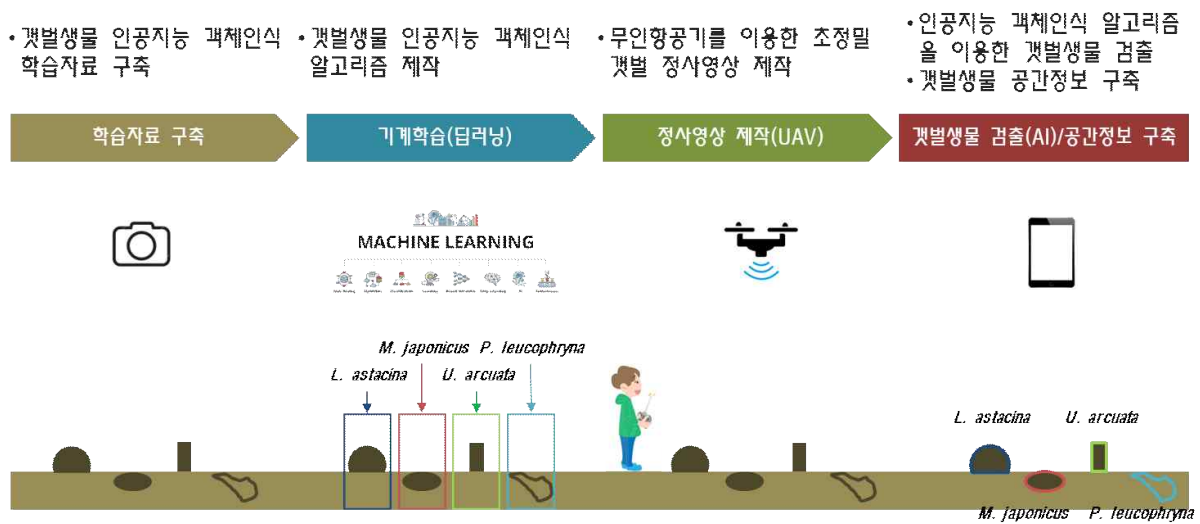 • 갯벌생물 인공지능 객체인식
학습자료 구축
• 갯벌생물 인공지능 객체인식
알고리즘 제작
• 무인항공기를 이용한 초정밀
갯벌 정사영상 제작
• 인공지능 객체인식 알고리즘
을 이용한 갯벌생물 검출
• 갯벌생물 공간정보 구축
학습자료 구축
기계학습(딥러닝)
정사영상 제작(UAV)
갯벌생물 검출(AI)/공간정보 구축
MACHINE LEARNING
M. japonicus P. leucophryna
L. astacina U. arcuata
L. astacina U. arcuata
M. japonicus P. leucophryna